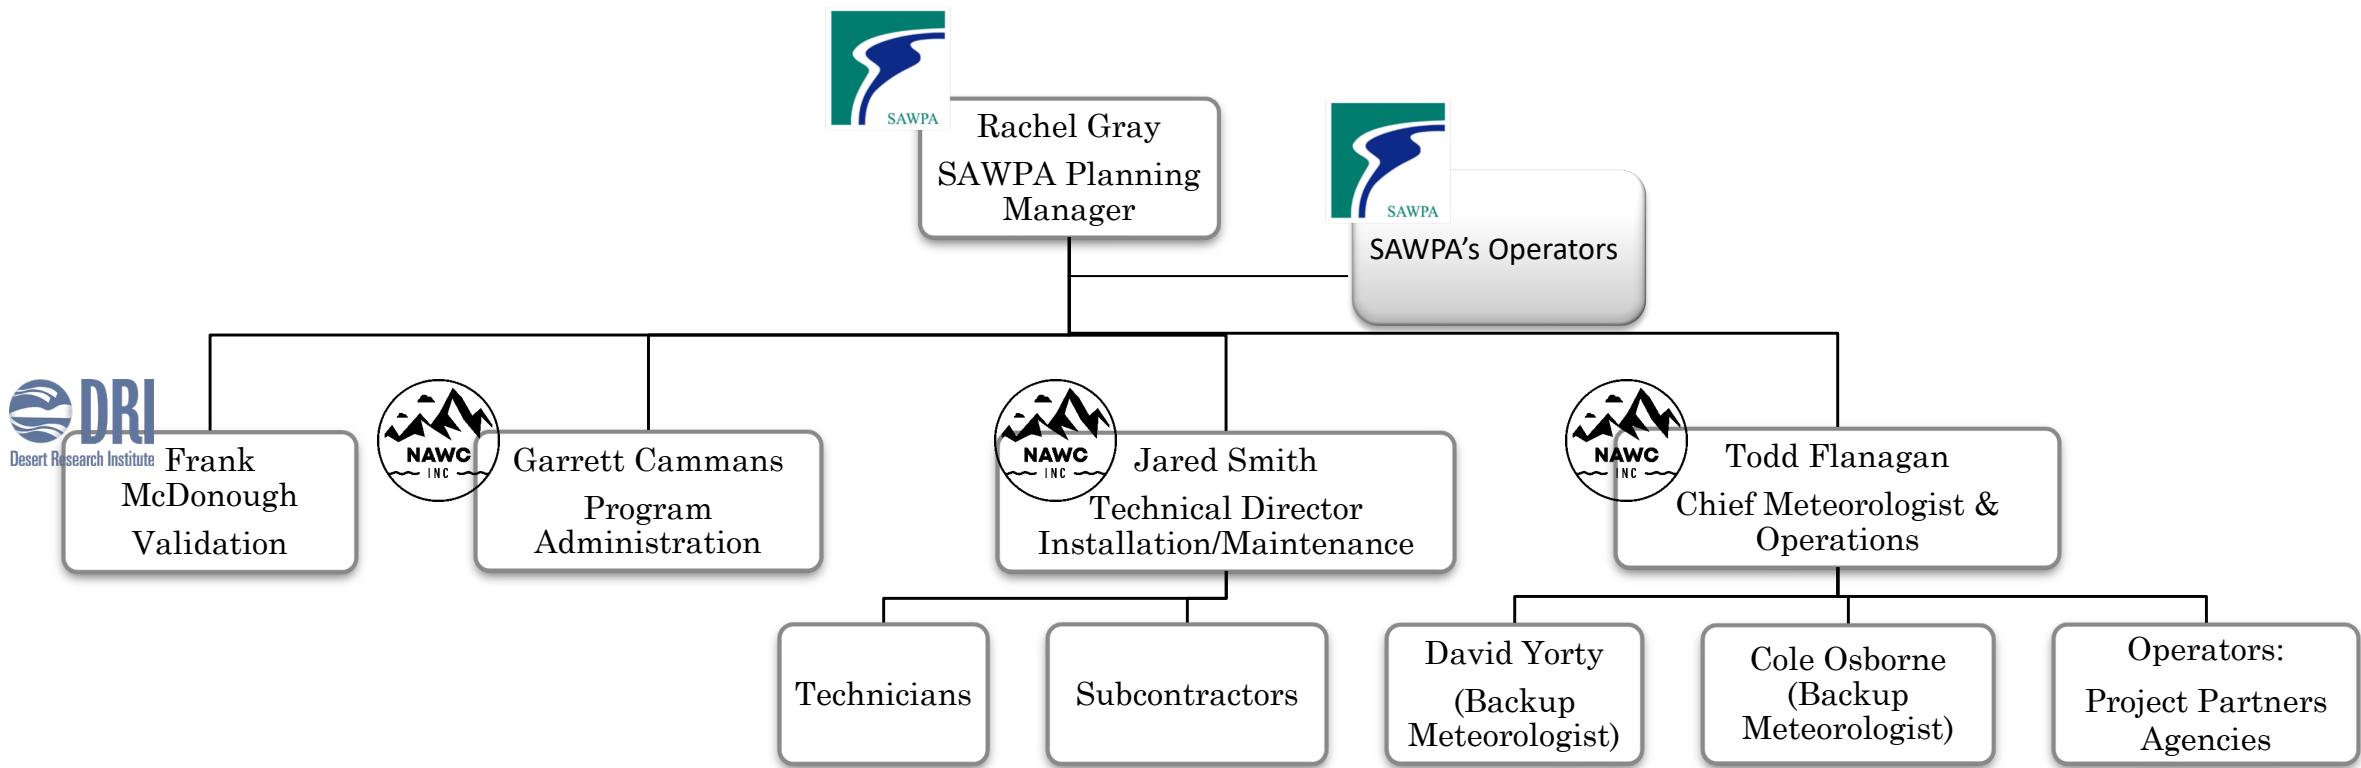 SAWPA
Rachel Gray
SAWPA Planning
Manager
SAWPA
SAWPA's Operators
DRI
Desert Research Institute
Frank
McDonough
Validation
NAWC
INC
Garrett Cammans
Program
Administration
NAWC
INC
Jared Smith
Technical Director
Installation/Maintenance
NAWC
INC
Todd Flanagan
Chief Meteorologist &
Operations
Technicians
Subcontractors
David Yorty
(Backup
Meteorologist)
Cole Osborne
(Backup
Meteorologist)
Operators:
Project Partners
Agencies